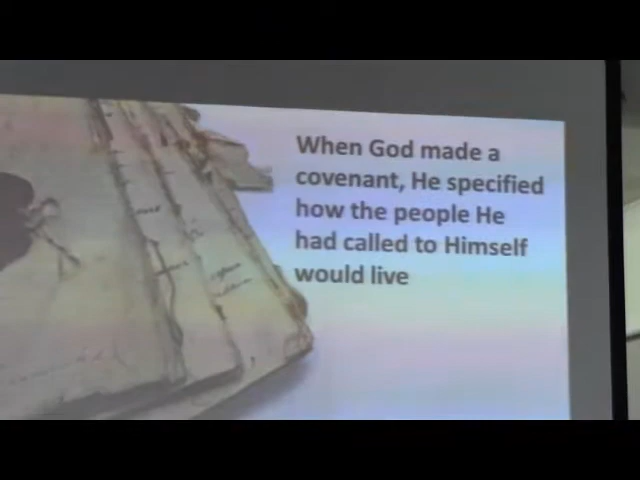 When God made a
covenant, He specified
how the people He
had called to Himself
would live